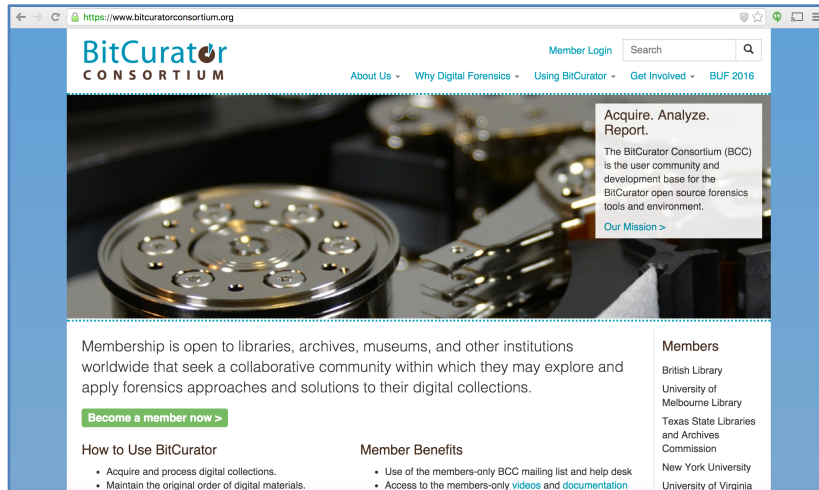 https://www.bitcuratorconsortium.org
BitCurator
CONSORTIUM
Member Login
Search
About Us
Why Digital Forensics
Using BitCurator
Get Involved
BUF 2016
Acquire. Analyze.
Report.
The BitCurator Consortium (BCC)
is the user community and
development base for the
BitCurator open source forensics
tools and environment.
Our Mission >
Membership is open to libraries, archives, museums, and other institutions
worldwide that seek a collaborative community within which they may explore and
apply forensics approaches and solutions to their digital collections.
Become a member now >
How to Use BitCurator
• Acquire and process digital collections.
• Maintain the original order of digital materials.
Member Benefits
• Use of the members-only BCC mailing list and help desk
• Access to the members-only videos and documentation
Members
British Library
University of
Melbourne Library
Texas State Libraries
and Archives
Commission
New York University
University of Virginia